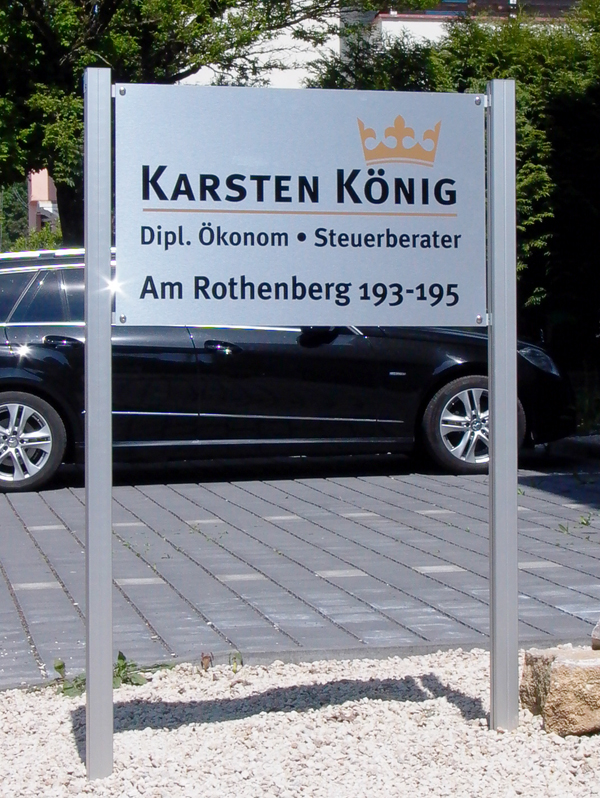 KARSTEN KÖNIG
Dipl. Ökonom • Steuerberater
Am Rothenberg 193-195